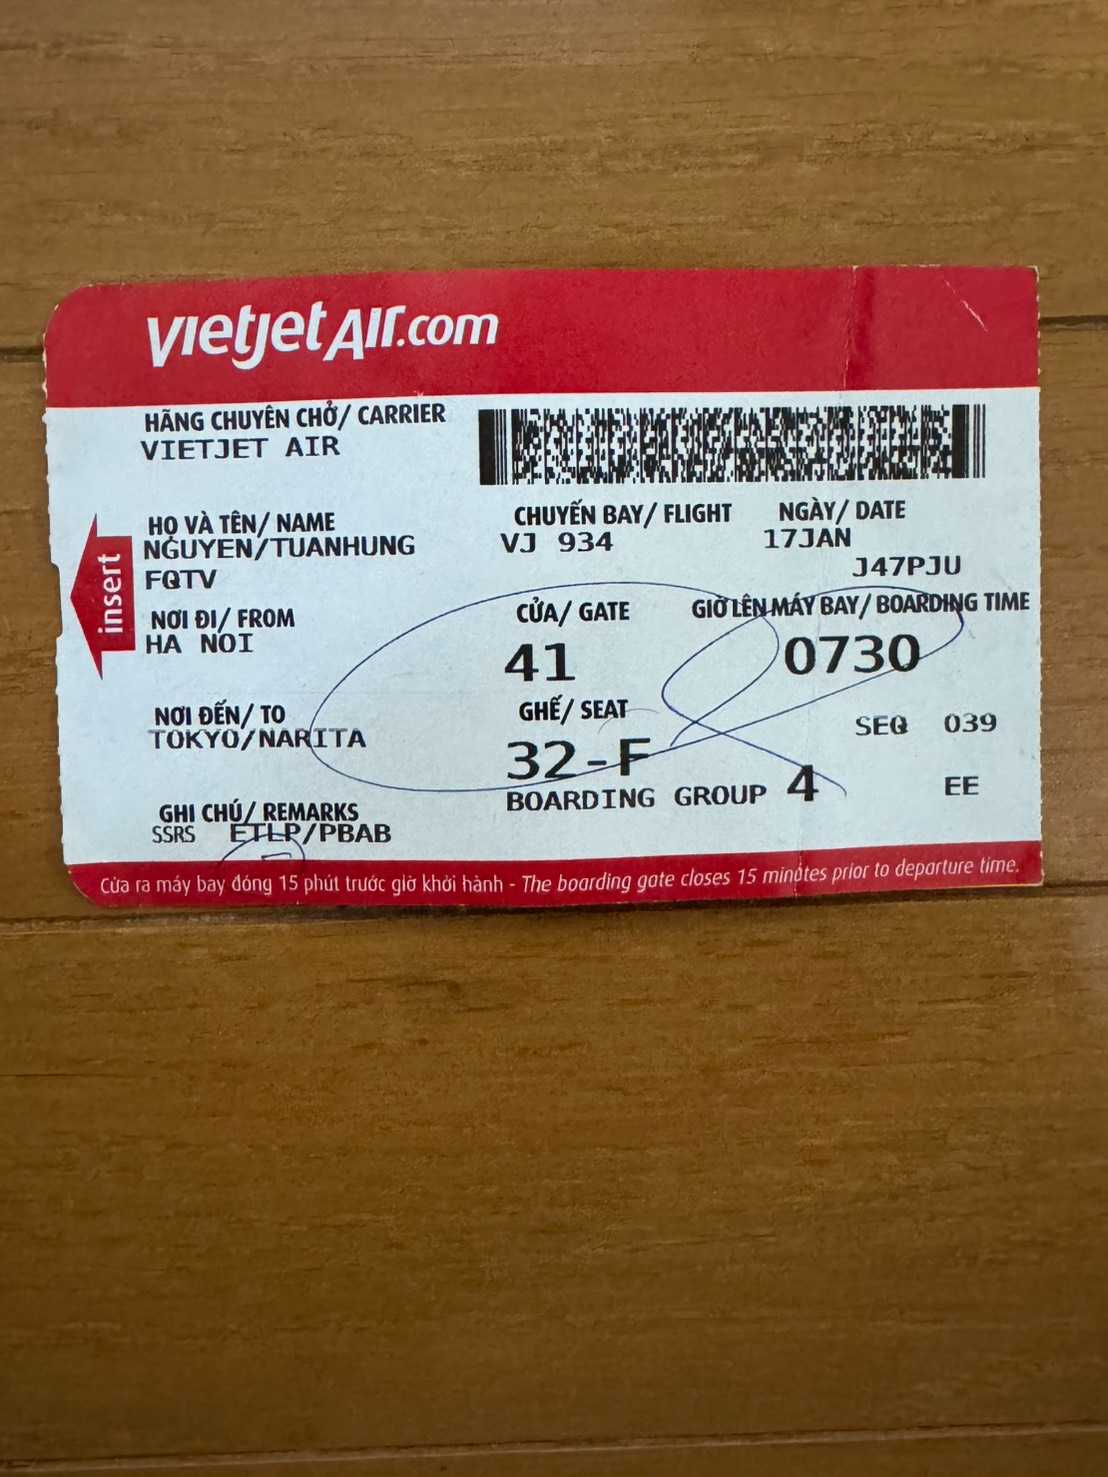 vietjetAir.com
HÃNG CHUYÊN CHỞ/ CARRIER
VIETJET AIR
HỌ VÀ TÊN/ NAME
NGUYEN/TUANHUNG
FQTV
CHUYẾN BAY/ FLIGHT
VJ 934
NGÀY/ DATE
17JAN
J47PJU
insert
NƠI ĐI/ FROM
HA NOI
CỬA/ GATE
41
GIỜ LÊN MÁY BAY/ BOARDING TIME
0730
NƠI ĐẾN/ TO
TOKYO/NARITA
GHẾ/ SEAT
32-F
SEQ 039
BOARDING GROUP 4
EE
GHI CHÚ/ REMARKS
SSRS ETLP/PBAB
Cửa ra máy bay đóng 15 phút trước giờ khởi hành - The boarding gate closes 15 minutes prior to departure time.